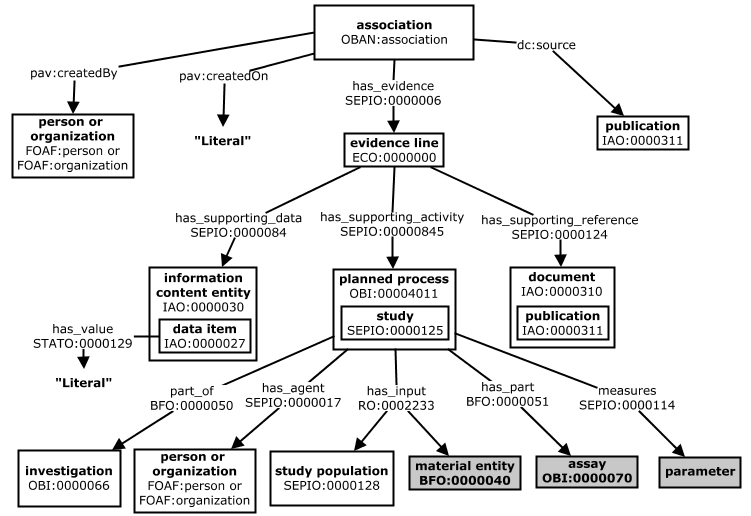 association
OBAN:association
pav:createdBy
pav:createdOn
dc:source
has_evidence
SEPIO:0000006
person or
organization
FOAF:person or
FOAF:organization
"Literal"
publication
IAO:0000311
evidence line
ECO:0000000
has_supporting_data
SEPIO:0000084
has_supporting_activity
SEPIO:00000845
has_supporting_reference
SEPIO:0000124
information
content entity
IAO:0000030
data item
IAO:0000027
planned process
OBI:00004011
study
SEPIO:0000125
document
IAO:0000310
publication
IAO:0000311
has_value
STATO:0000129
"Literal"
part_of
BFO:0000050
has_agent
SEPIO:0000017
has_input
RO:0002233
has_part
BFO:0000051
measures
SEPIO:0000114
investigation
OBI:0000066
person or
organization
FOAF:person or
FOAF:organization
study population
SEPIO:0000128
material entity
BFO:0000040
assay
OBI:0000070
parameter